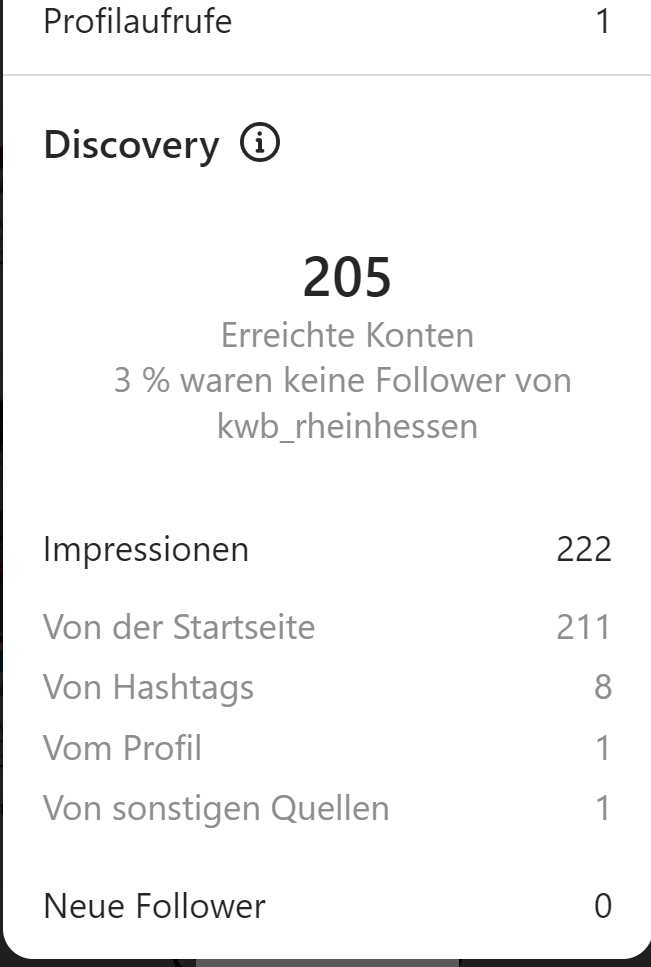 Profilaufrufe 1
Discovery
205
Erreichte Konten
3 % waren keine Follower von
kwb_rheinhessen
Impressionen 222
Von der Startseite 211
Von Hashtags 8
Vom Profil 1
Von sonstigen Quellen 1
Neue Follower 0